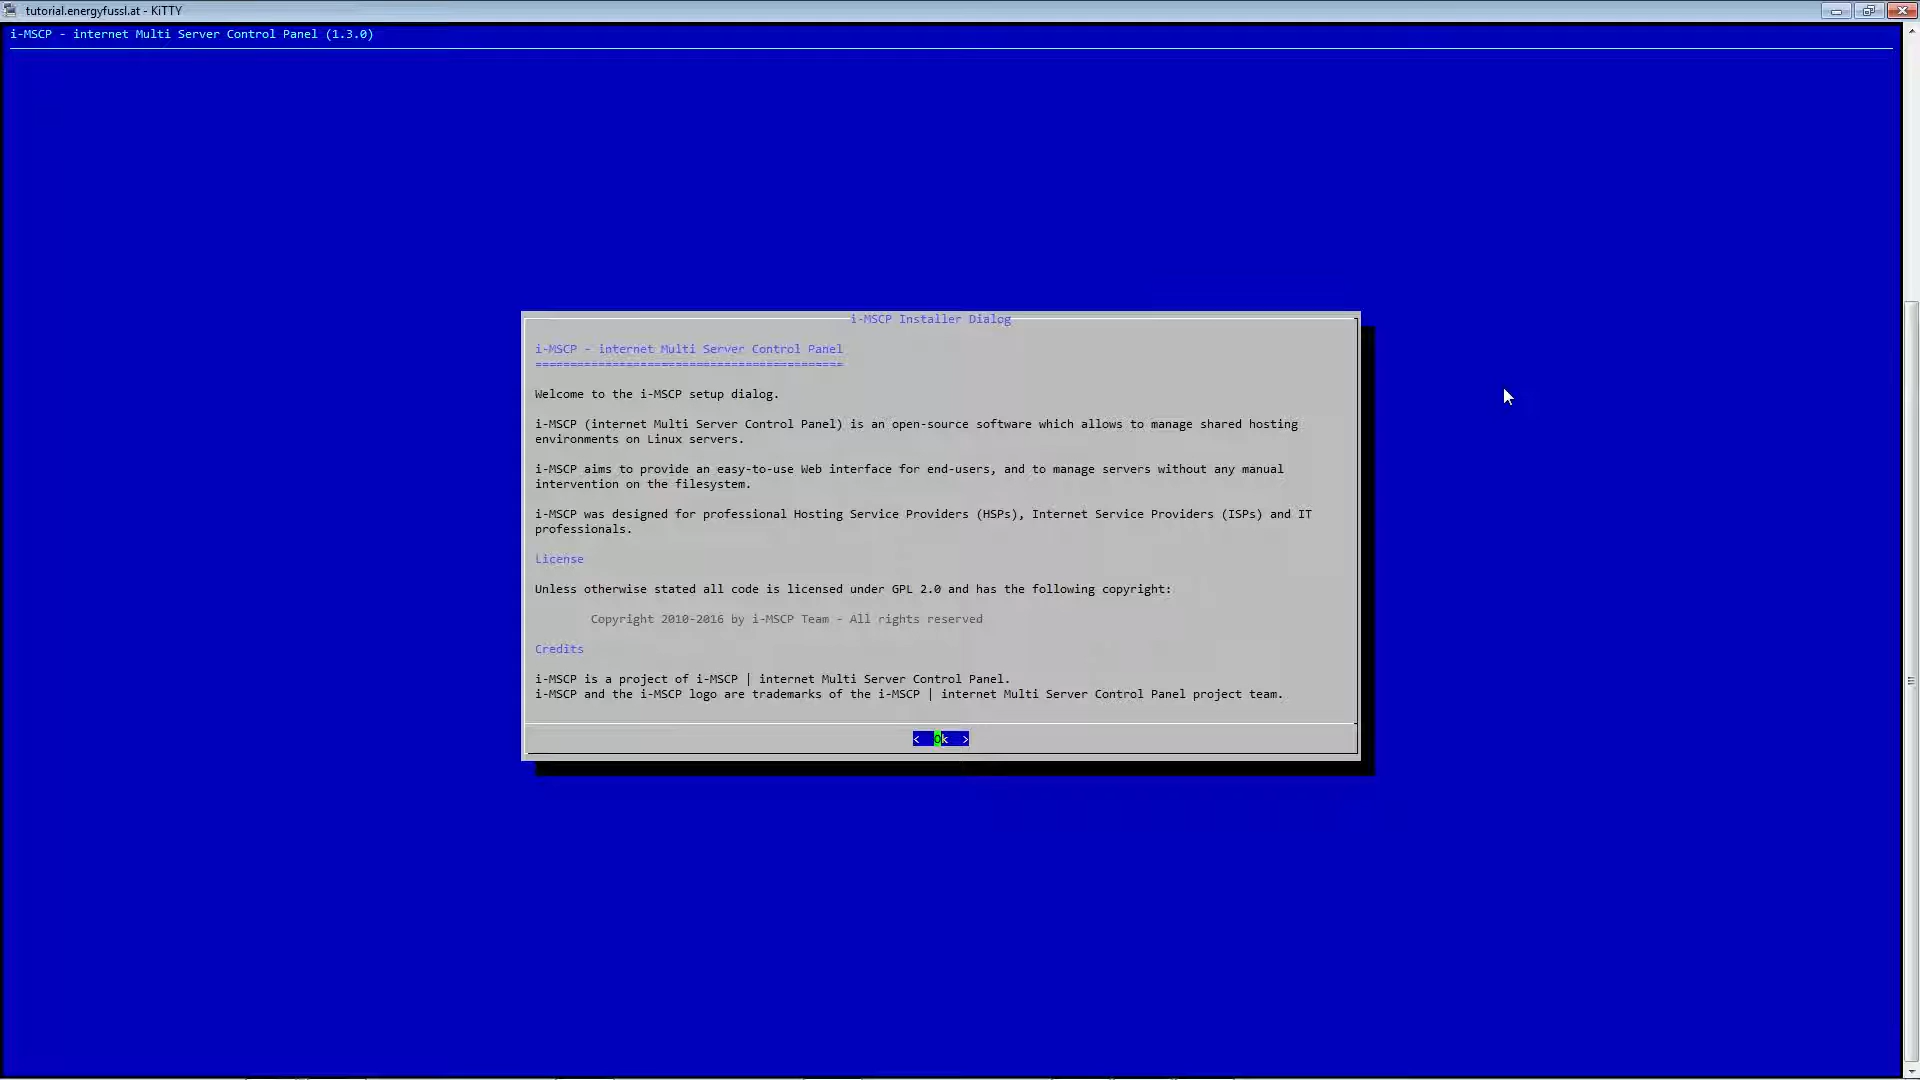 tutorial.energyfussl.at - KiTTY
i-MSCP - internet Multi Server Control Panel (1.3.0)
i-MSCP Installer Dialog
i-MSCP - internet Multi Server Control Panel
============================================
Welcome to the i-MSCP setup dialog.
i-MSCP (internet Multi Server Control Panel) is an open-source software which allows to manage shared hosting
environments on Linux servers.
i-MSCP aims to provide an easy-to-use Web interface for end-users, and to manage servers without any manual
intervention on the filesystem.
i-MSCP was designed for professional Hosting Service Providers (HSPs), Internet Service Providers (ISPs) and IT
professionals.
License
Unless otherwise stated all code is licensed under GPL 2.0 and has the following copyright:
Copyright 2010-2016 by i-MSCP Team - All rights reserved
Credits
i-MSCP is a project of i-MSCP | internet Multi Server Control Panel.
i-MSCP and the i-MSCP logo are trademarks of the i-MSCP | internet Multi Server Control Panel project team.
<  Ok  >